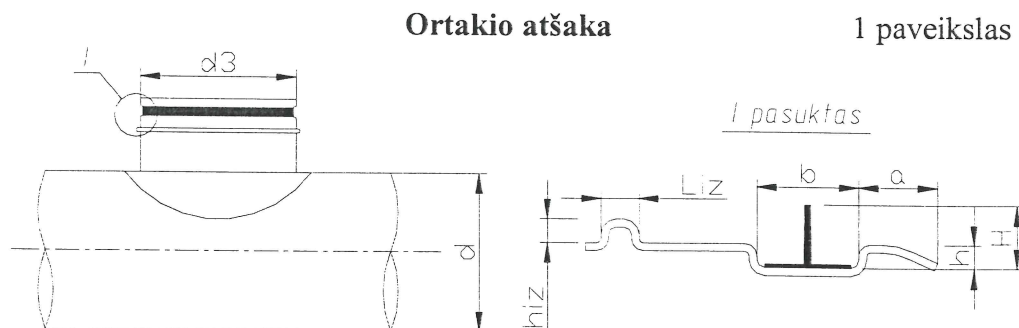 Ortakio atšaka
1 paveikslas
I
d3
d
I pasuktas
Liz
b
a
hiz
h
H